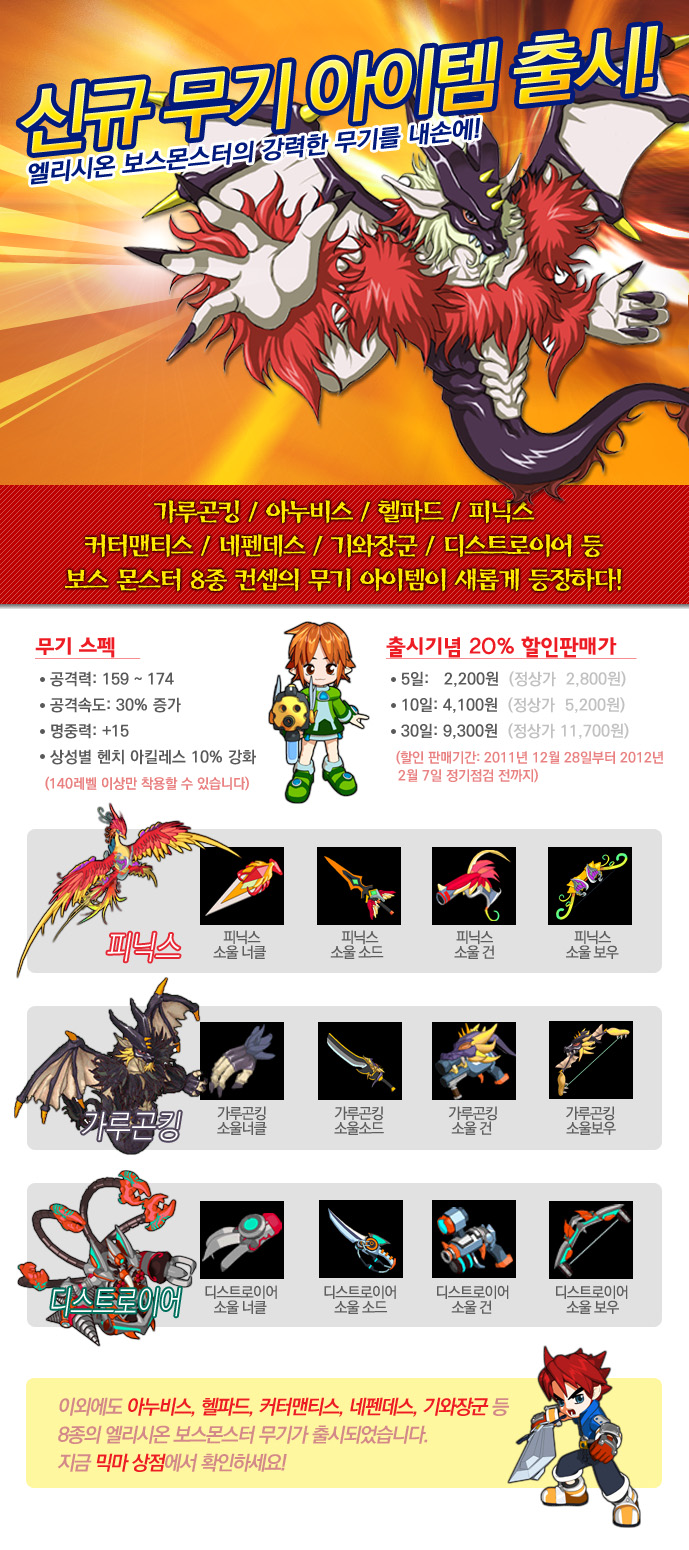 신규 무기 아이템 출시!
엘리시온 보스몬스터의 강력한 무기를 내손에!
가루곤킹 / 아누비스 / 헬파드 / 피닉스
커터맨티스 / 네펜데스 / 기와장군 / 디스트로이어 등
보스 몬스터 8종 컨셉의 무기 아이템이 새롭게 등장하다!
무기 스펙
• 공격력: 159 ~ 174
• 공격속도: 30% 증가
• 명중력: +15
• 상성별 헨치 아킬레스 10% 강화
(140레벨 이상만 착용할 수 있습니다)
출시기념 20% 할인판매가
• 5일: 2,200원 (정상가 2,800원)
• 10일: 4,100원 (정상가 5,200원)
• 30일: 9,300원 (정상가 11,700원)
(할인 판매기간: 2011년 12월 28일부터 2012년
2월 7일 정기점검 전까지)
피닉스
피닉스
소울 너클
피닉스
소울 소드
피닉스
소울 건
피닉스
소울 보우
가루곤킹
가루곤킹
소울너클
가루곤킹
소울소드
가루곤킹
소울 건
가루곤킹
소울보우
디스트로이어
디스트로이어
소울 너클
디스트로이어
소울 소드
디스트로이어
소울 건
디스트로이어
소울 보우
이외에도 아누비스, 헬파드, 커터맨티스, 네펜데스, 기와장군 등
8종의 엘리시온 보스몬스터 무기가 출시되었습니다.
지금 믹마 상점에서 확인하세요!